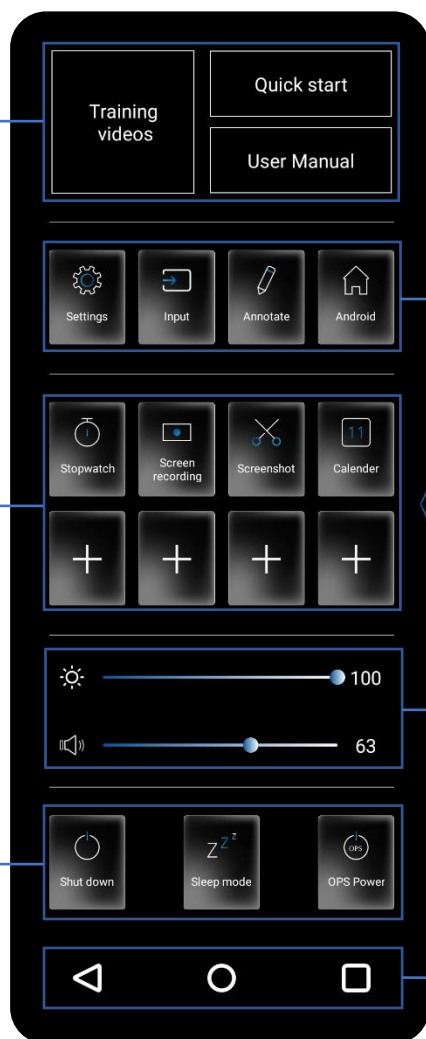 Training
videos
Quick start
User Manual
Settings
Input
Annotate
Android
Stopwatch
Screen
recording
Screenshot
11
Calender
100
63
Shut down
Z Z Z
Sleep mode
OPS
OPS Power